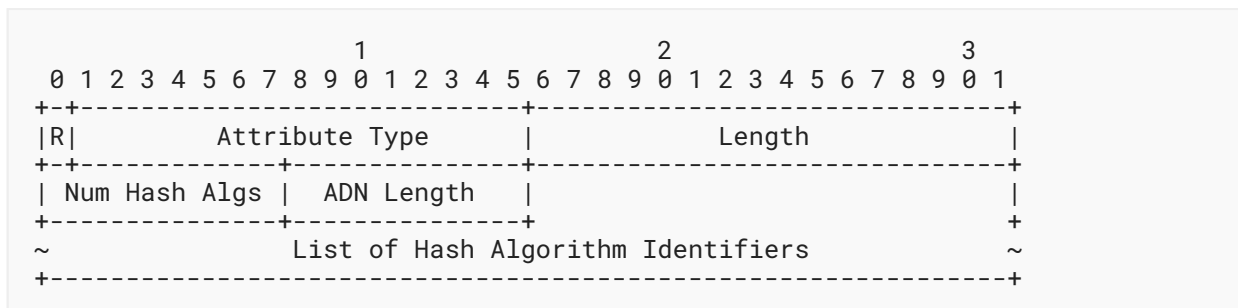 1                   2                   3
 0 1 2 3 4 5 6 7 8 9 0 1 2 3 4 5 6 7 8 9 0 1 2 3 4 5 6 7 8 9 0 1
+-+-----------------------------+-------------------------------+
|R|         Attribute Type      |            Length             |
+-+---------------+-------------+-------------------------------+
| Num Hash Algs |  ADN Length   |                               |
+---------------+---------------+                               +
~                List of Hash Algorithm Identifiers             ~
+---------------------------------------------------------------+